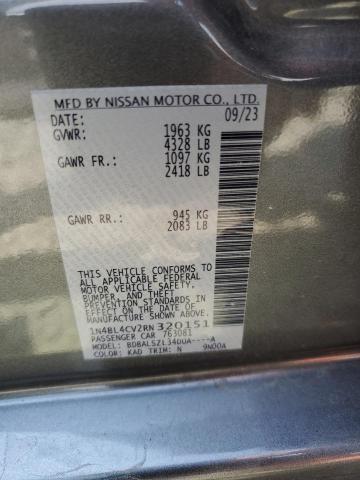 MFD BY NISSAN MOTOR CO., LTD.
DATE: 09/23
GVWR: 1963 KG
4328 LB
GAWR FR.: 1097 KG
2418 LB
GAWR RR.: 945 KG
2083 LB
THIS VEHICLE CONFORMS TO
ALL APPLICABLE FEDERAL
MOTOR VEHICLE SAFETY,
BUMPER, AND THEFT
PREVENTION STANDARDS IN
EFFECT ON THE DATE OF
MANUFACTURE SHOWN ABOVE.
1N4BL4CV2RN320151
PASSENGER CAR 763081
MODEL: BDBALSZL34DUA----A
COLOR: KAD TRIM: N 9N00A